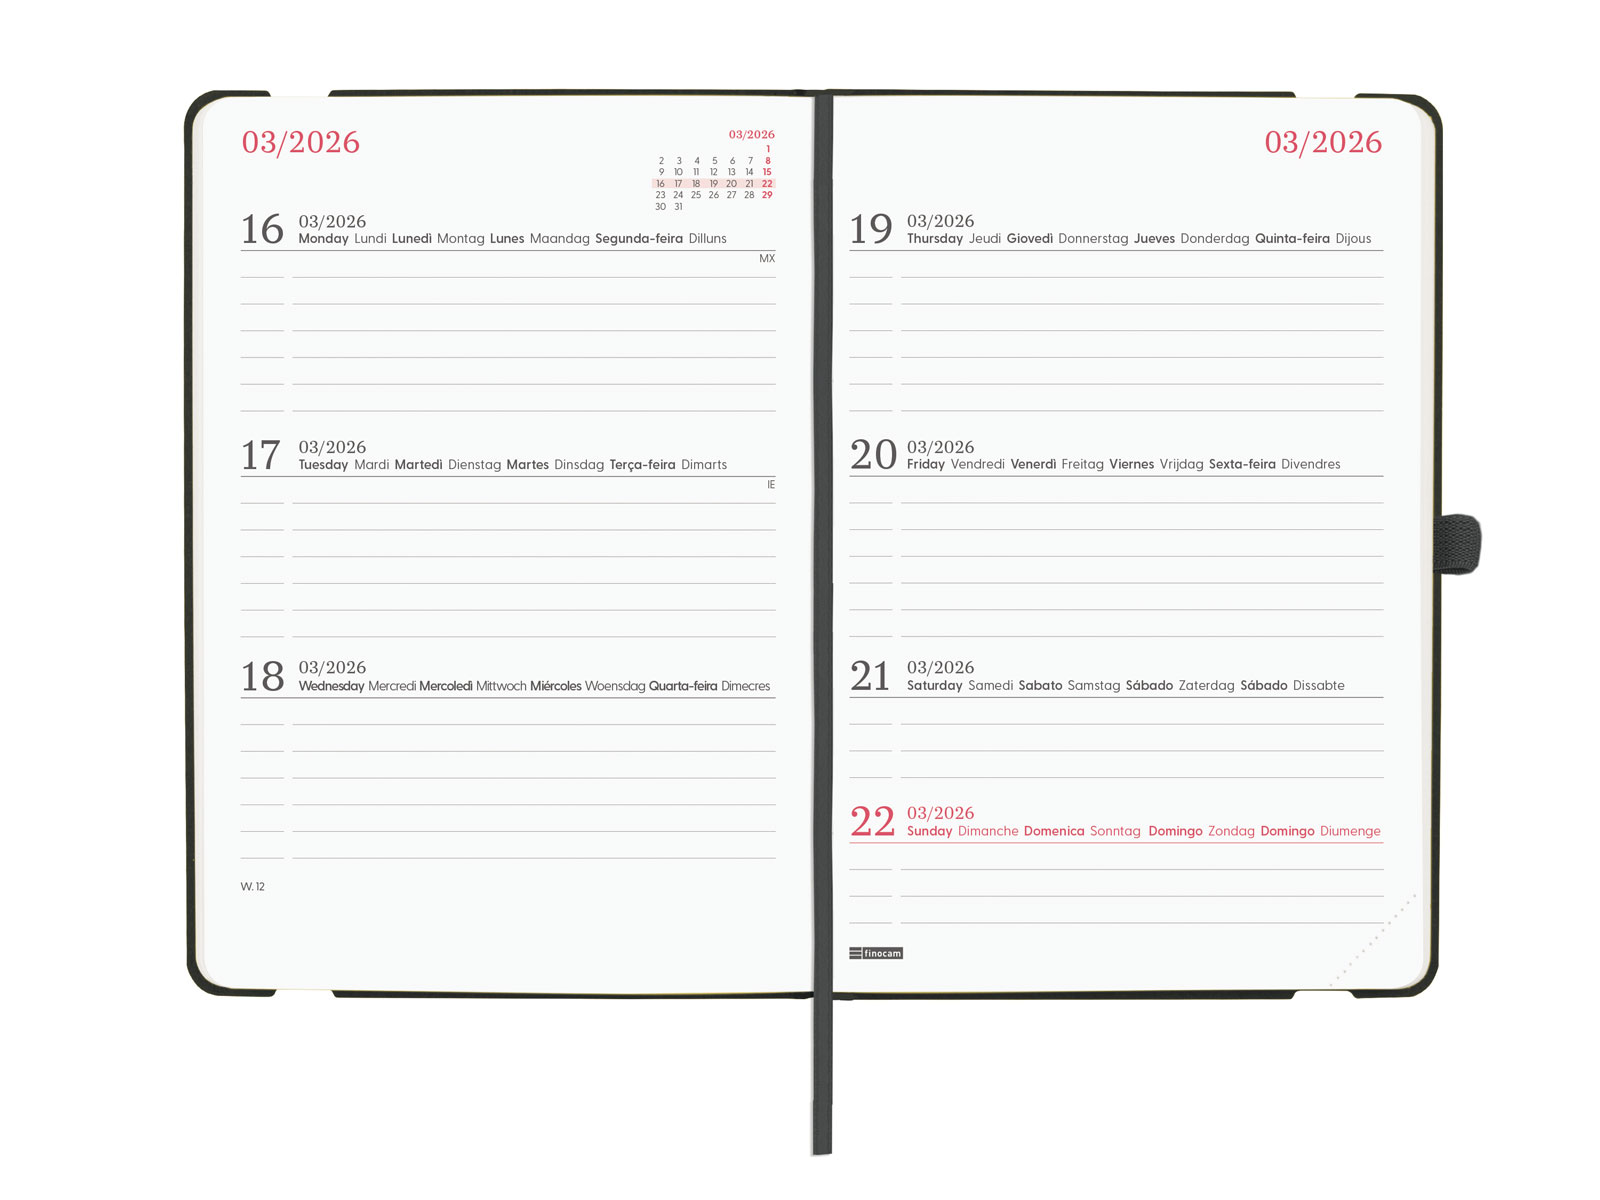 03/2026
03/2026
1
2 3 4 5 6 7 8
9 10 11 12 13 14 15
16 17 18 19 20 21 22
23 24 25 26 27 28 29
30 31
16 03/2026
Monday Lundi Lunedì Montag Lunes Maandag Segunda-feira Dilluns
MX
17 03/2026
Tuesday Mardi Martedì Dienstag Martes Dinsdag Terça-feira Dimarts
IE
18 03/2026
Wednesday Mercredi Mercoledì Mittwoch Miércoles Woensdag Quarta-feira Dimecres
W. 12
03/2026
19 03/2026
Thursday Jeudi Giovedì Donnerstag Jueves Donderdag Quinta-feira Dijous
20 03/2026
Friday Vendredi Venerdì Freitag Viernes Vrijdag Sexta-feira Divendres
21 03/2026
Saturday Samedi Sabato Samstag Sábado Zaterdag Sábado Dissabte
22 03/2026
Sunday Dimanche Domenica Sonntag Domingo Zondag Domingo Diumenge
finocam